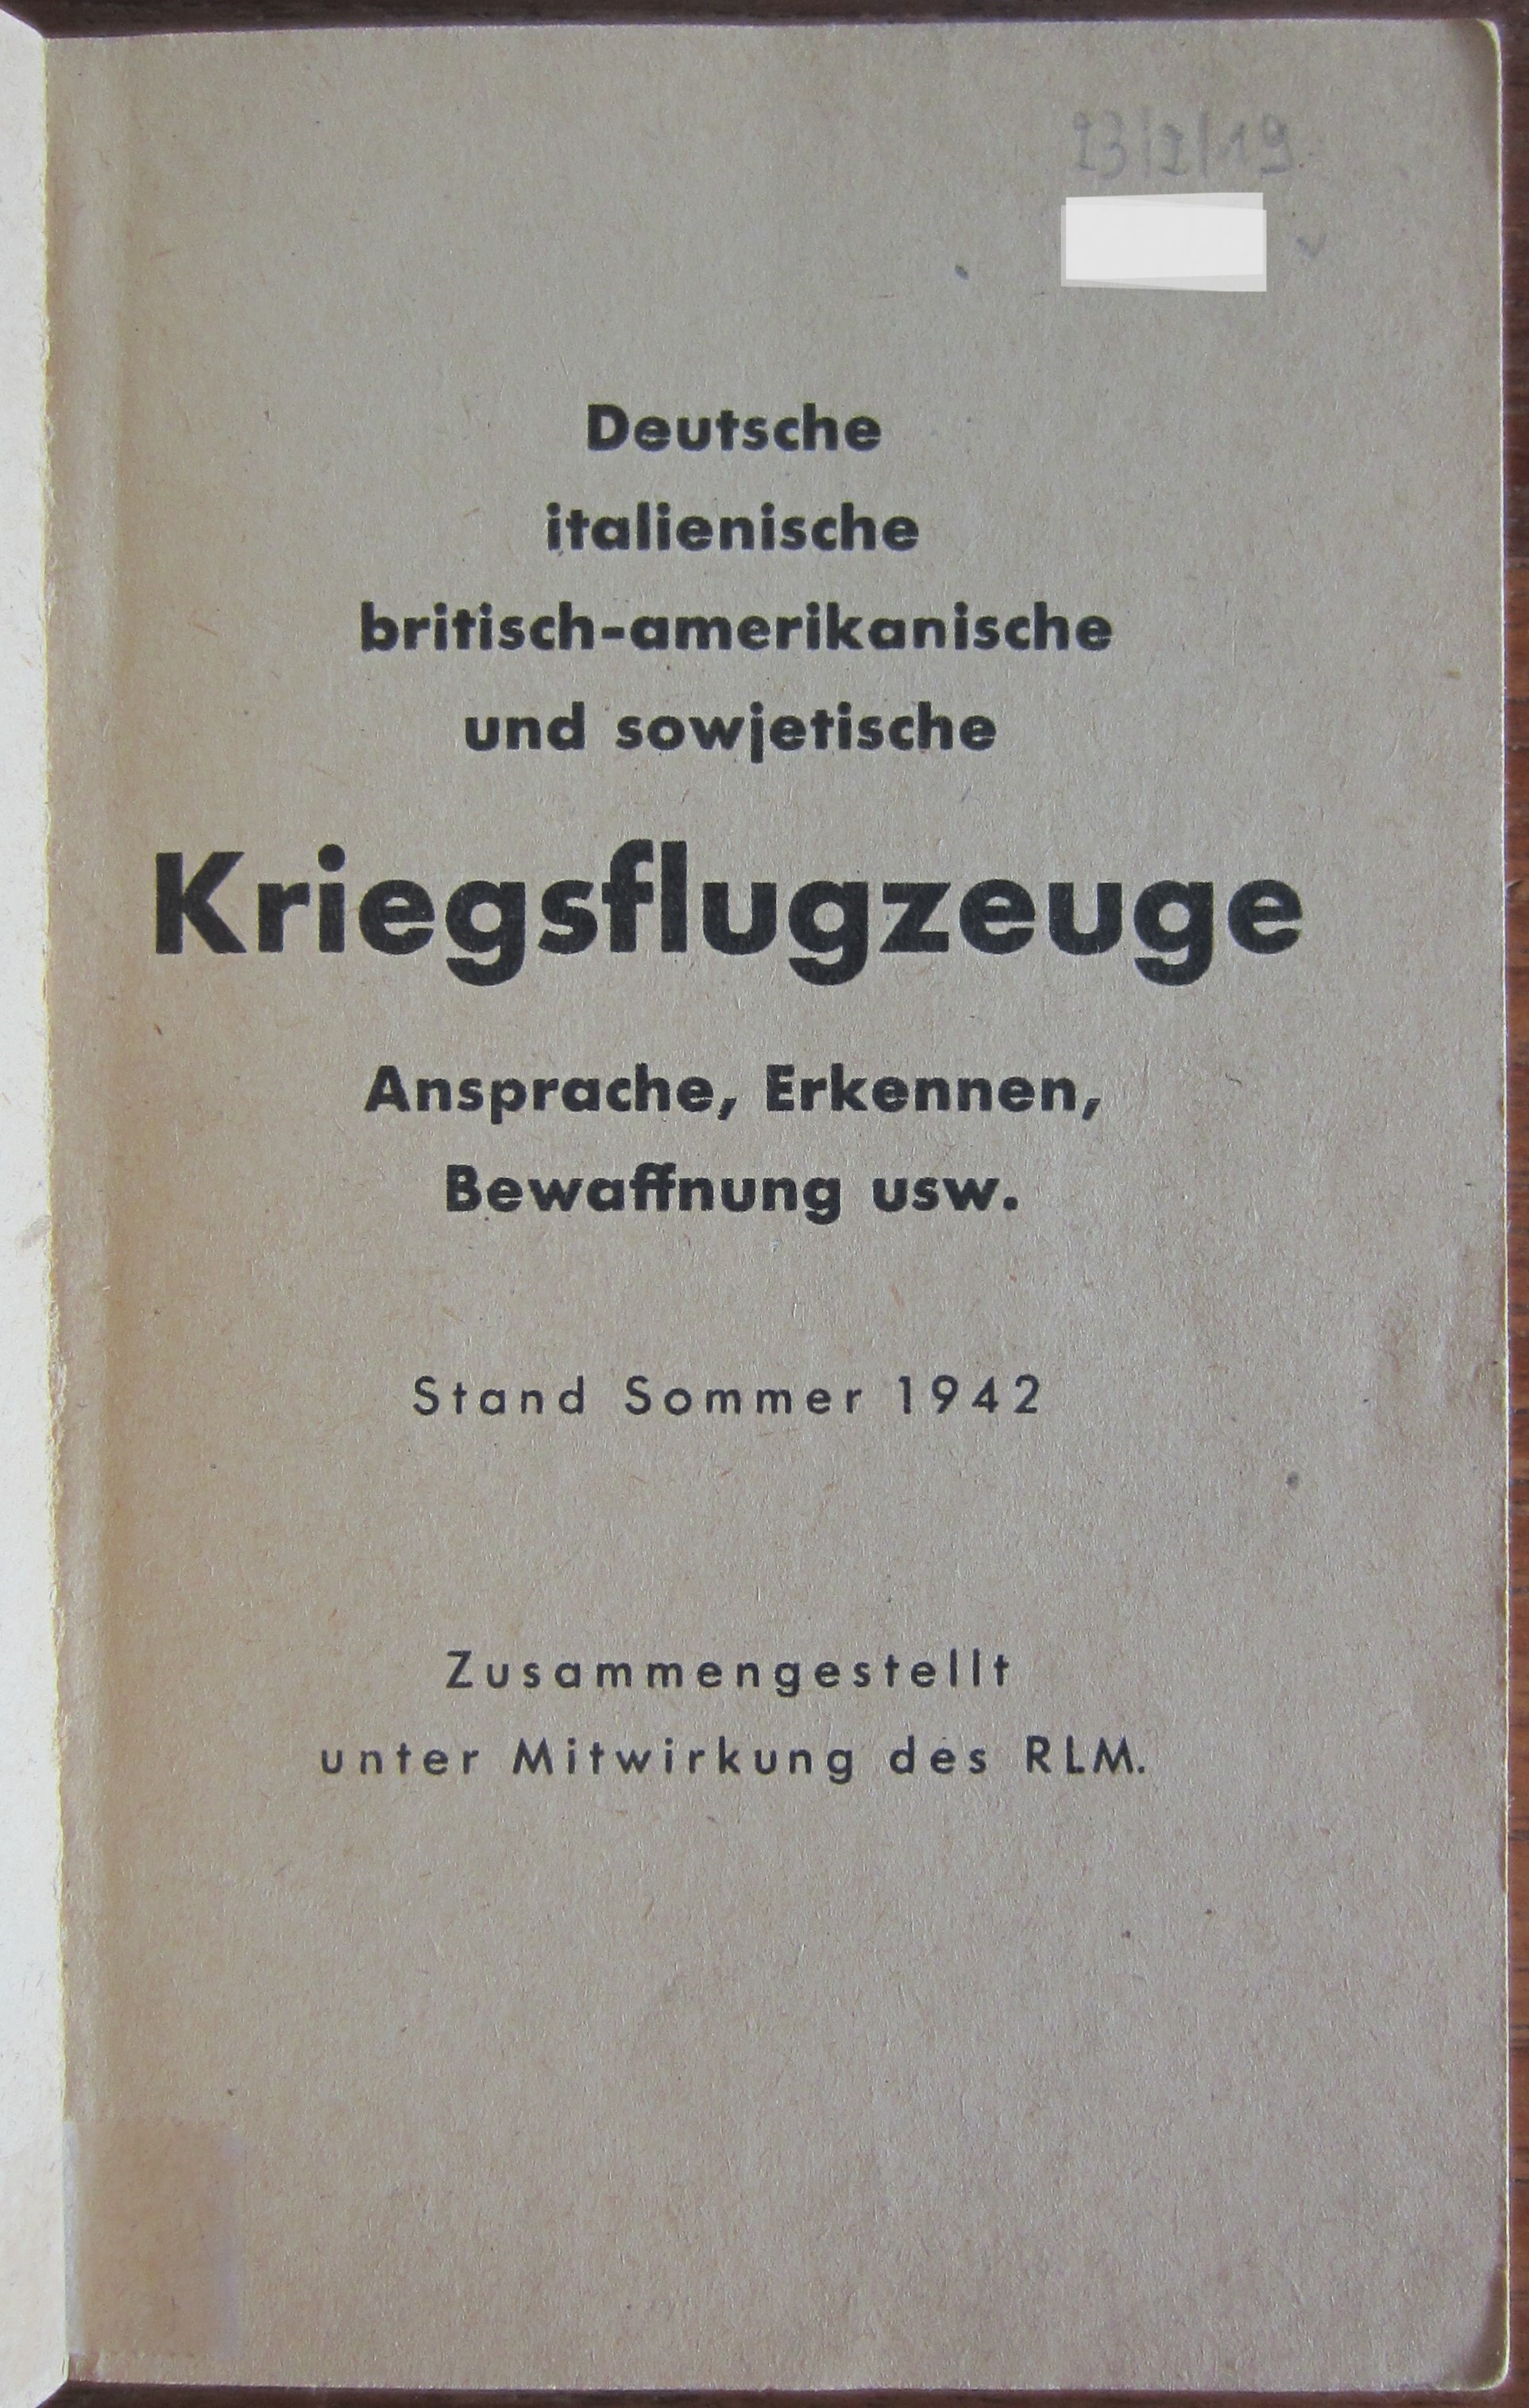 23/2/19
Deutsche
italienische
britisch-amerikanische
und sowjetische
Kriegsflugzeuge
Ansprache, Erkennen,
Bewaffnung usw.
Stand Sommer 1942
Zusammengestellt
unter Mitwirkung des RLM.